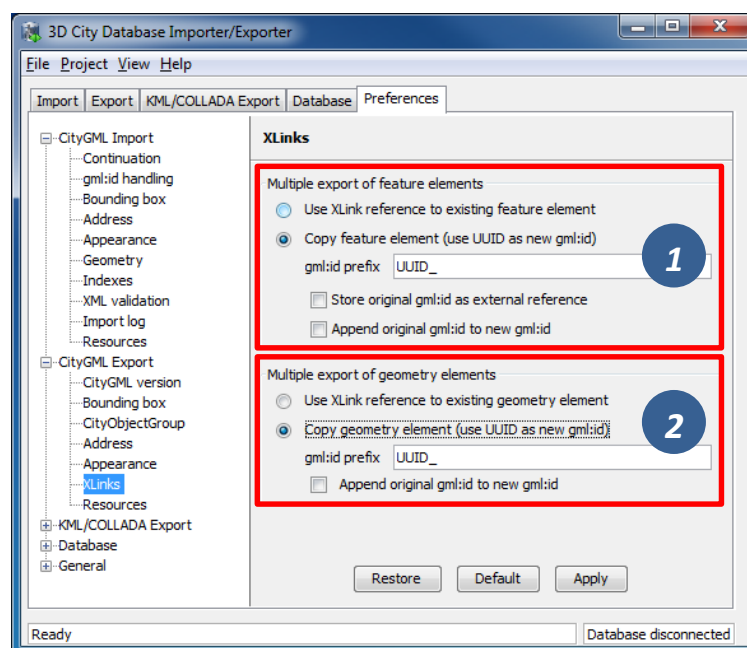 3D City Database Importer/Exporter
File Project View Help
Import Export KML/COLLADA Export Database Preferences
CityGML Import
Continuation
gml:id handling
Bounding box
Address
Appearance
Geometry
Indexes
XML validation
Import log
Resources
CityGML Export
CityGML version
Bounding box
CityObjectGroup
Address
Appearance
XLinks
Resources
KML/COLLADA Export
Database
General
XLinks
Multiple export of feature elements
Use XLink reference to existing feature element
Copy feature element (use UUID as new gml:id)
gml:id prefix UUID_
Store original gml:id as external reference
Append original gml:id to new gml:id
1
Multiple export of geometry elements
Use XLink reference to existing geometry element
Copy geometry element (use UUID as new gml:id)
gml:id prefix UUID_
Append original gml:id to new gml:id
2
Restore Default Apply
Ready Database disconnected